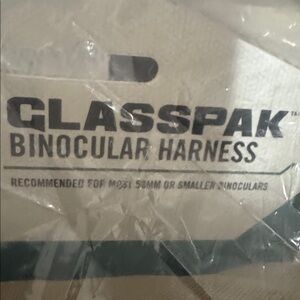 GLASSPAK™
BINOCULAR HARNESS
RECOMMENDED FOR MOST 50MM OR SMALLER BINOCULARS